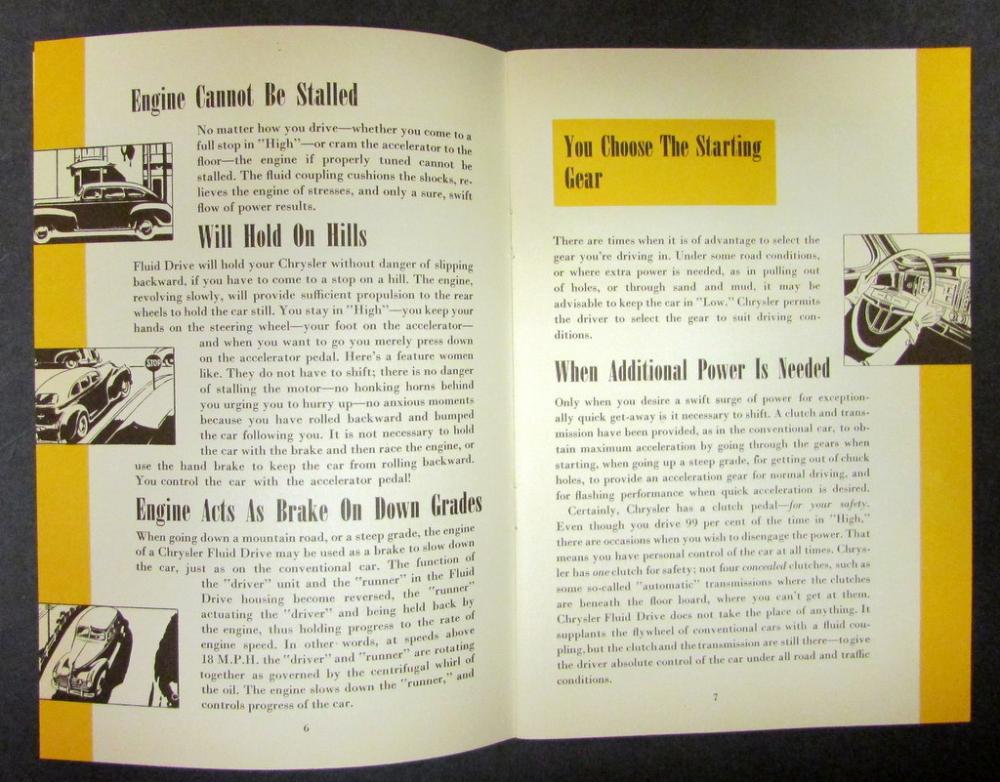 Engine Cannot Be Stalled
No matter how you drive—whether you come to a
full stop in "High"—or cram the accelerator to the
floor—the engine if properly tuned cannot be
stalled. The fluid coupling cushions the shocks, re-
lieves the engine of stresses, and only a sure, swift
flow of power results.
Will Hold On Hills
Fluid Drive will hold your Chrysler without danger of slipping
backward, if you have to come to a stop on a hill. The engine,
revolving slowly, will provide sufficient propulsion to the rear
wheels to hold the car still. You stay in "High"—you keep your
hands on the steering wheel—your foot on the accelerator—
and when you want to go you merely press down
on the accelerator pedal. Here's a feature women
like. They do not have to shift; there is no danger
of stalling the motor—no honking horns behind
you urging you to hurry up—no anxious moments
because you have rolled backward and bumped
the car following you. It is not necessary to hold
the car with the brake and then race the engine, or
use the hand brake to keep the car from rolling backward.
You control the car with the accelerator pedal!
STOP
Engine Acts As Brake On Down Grades
When going down a mountain road, or a steep grade, the engine
of a Chrysler Fluid Drive may be used as a brake to slow down
the car, just as on the conventional car. The function of
the "driver" unit and the "runner" in the Fluid
Drive housing become reversed, the "runner"
actuating the "driver" and being held back by
the engine, thus holding progress to the rate of
engine speed. In other words, at speeds above
18 M.P.H. the "driver" and "runner" are rotating
together as governed by the centrifugal whirl of
the oil. The engine slows down the "runner," and
controls progress of the car.
6
You Choose The Starting
Gear
There are times when it is of advantage to select the
gear you're driving in. Under some road conditions,
or where extra power is needed, as in pulling out
of holes, or through sand and mud, it may be
advisable to keep the car in "Low." Chrysler permits
the driver to select the gear to suit driving con-
ditions.
When Additional Power Is Needed
Only when you desire a swift surge of power for exception-
ally quick get-away is it necessary to shift. A clutch and trans-
mission have been provided, as in the conventional car, to ob-
tain maximum acceleration by going through the gears when
starting, when going up a steep grade, for getting out of chuck
holes, to provide an acceleration gear for normal driving, and
for flashing performance when quick acceleration is desired.
Certainly, Chrysler has a clutch pedal—for your safety.
Even though you drive 99 per cent of the time in "High,"
there are occasions when you wish to disengage the power. That
means you have personal control of the car at all times. Chrys-
ler has one clutch for safety; not four concealed clutches, such as
some so-called "automatic" transmissions where the clutches
are beneath the floor board, where you can't get at them.
Chrysler Fluid Drive does not take the place of anything. It
supplants the flywheel of conventional cars with a fluid cou-
pling, but the clutch and the transmission are still there—to give
the driver absolute control of the car under all road and traffic
conditions.
7